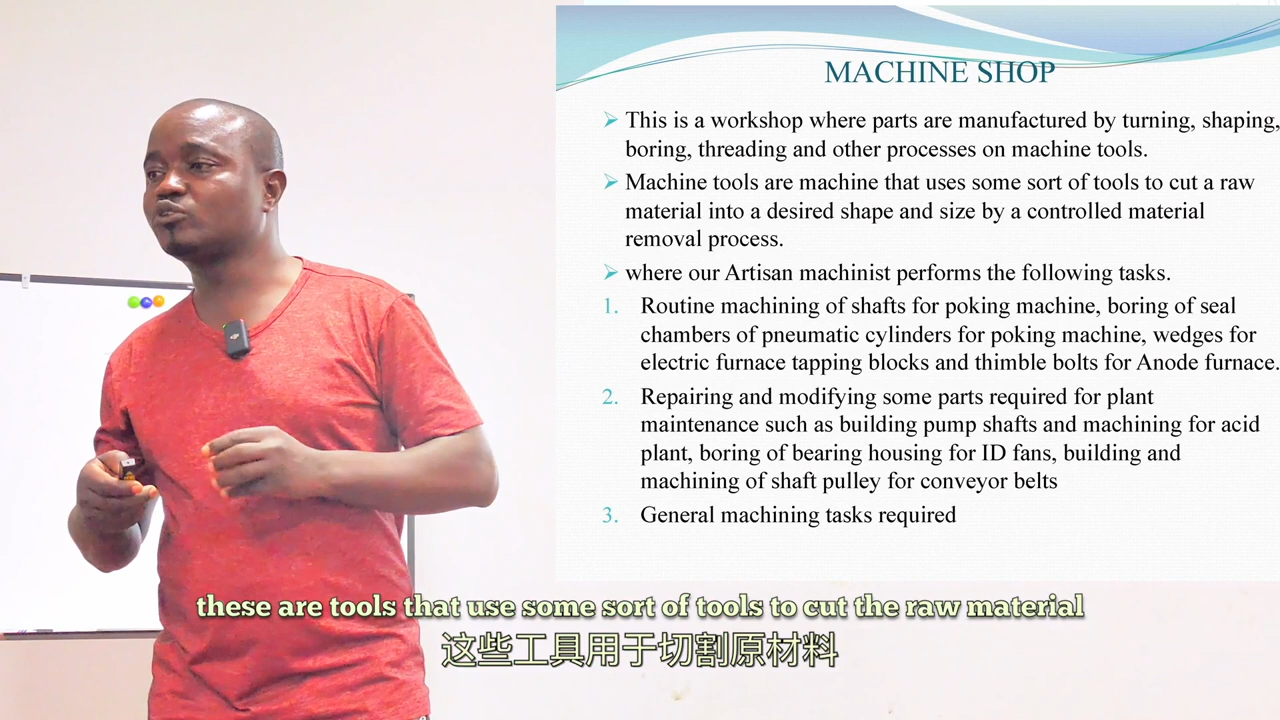 MACHINE SHOP
This is a workshop where parts are manufactured by turning, shaping,
boring, threading and other processes on machine tools.
Machine tools are machine that uses some sort of tools to cut a raw
material into a desired shape and size by a controlled material
removal process.
where our Artisan machinist performs the following tasks.
1. Routine machining of shafts for poking machine, boring of seal
chambers of pneumatic cylinders for poking machine, wedges for
electric furnace tapping blocks and thimble bolts for Anode furnace.
2. Repairing and modifying some parts required for plant
maintenance such as building pump shafts and machining for acid
plant, boring of bearing housing for ID fans, building and
machining of shaft pulley for conveyor belts
3. General machining tasks required
these are tools that use some sort of tools to cut the raw material
这些工具用于切割原材料